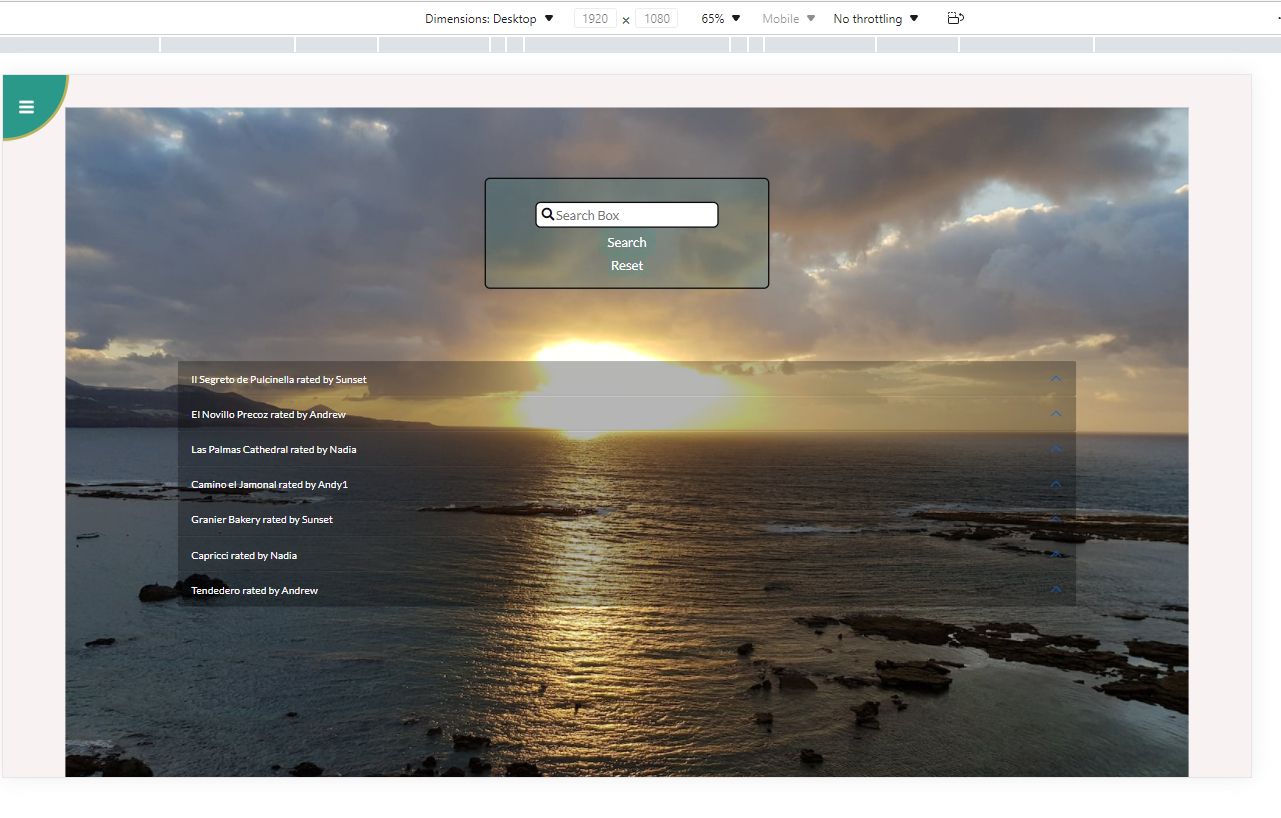 Dimensions: Desktop 1920 x 1080 65% Mobile No throttling
Search Box
Search
Reset
Il Segreto de Pulcinella rated by Sunset
El Novillo Precoz rated by Andrew
Las Palmas Cathedral rated by Nadia
Camino el Jamonal rated by Andy1
Granier Bakery rated by Sunset
Capricci rated by Nadia
Tendedero rated by Andrew